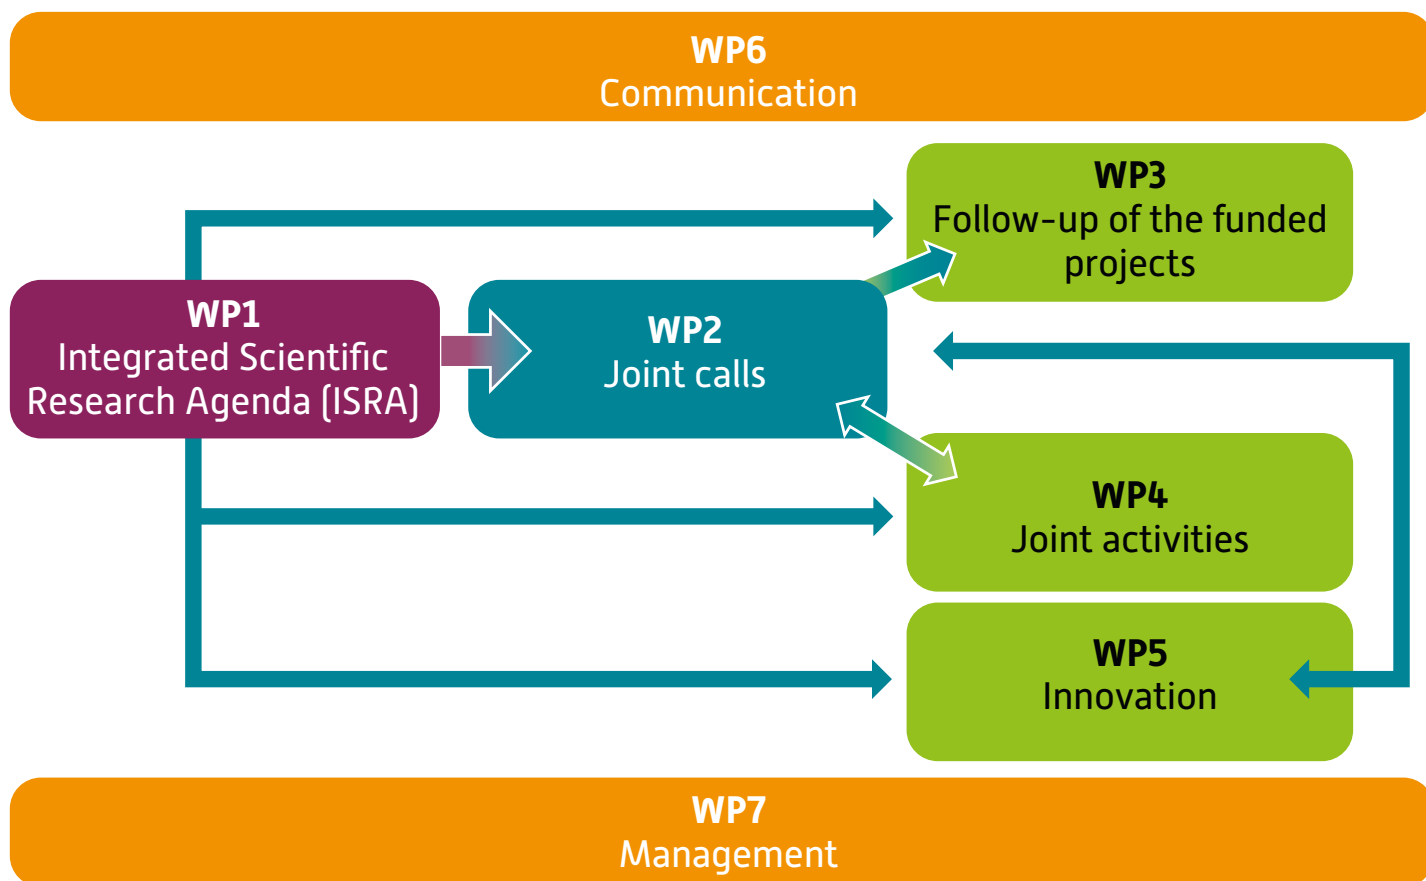 WP6
Communication
WP3
Follow-up of the funded
projects
WP1
Integrated Scientific
Research Agenda (ISRA)
WP2
Joint calls
WP4
Joint activities
WP5
Innovation
WP7
Management